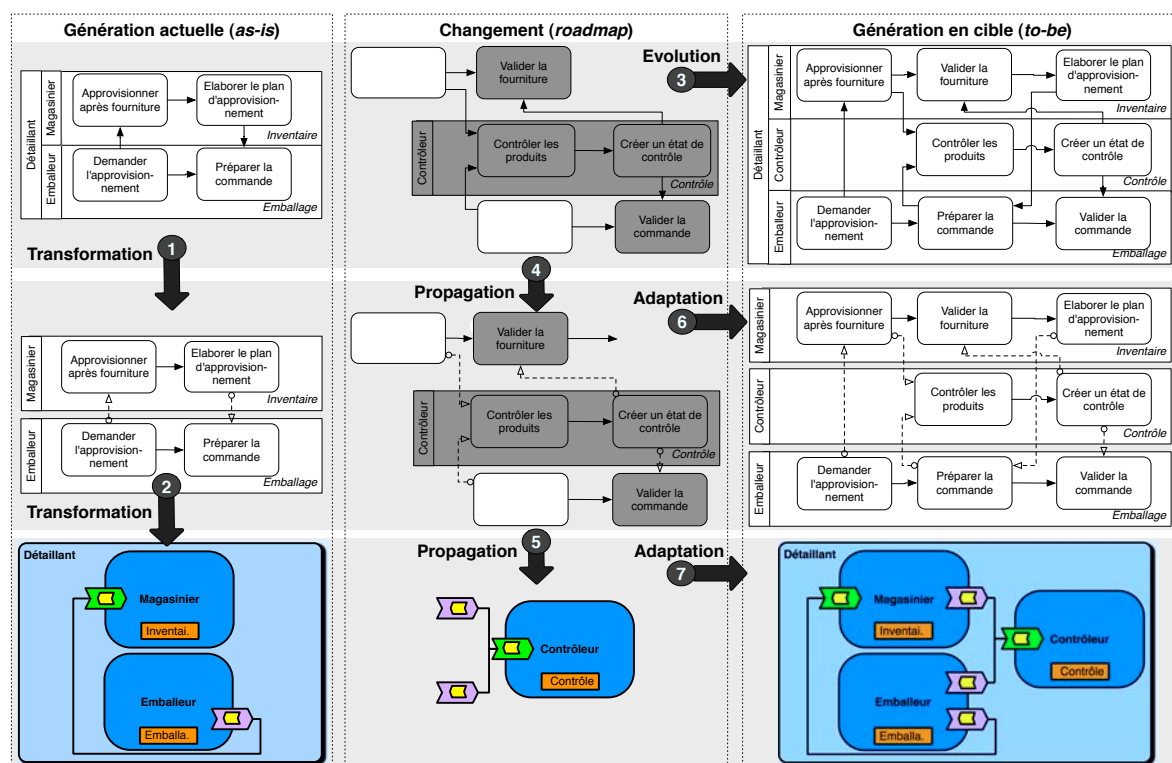 Génération actuelle (as-is)
Changement (roadmap)
Génération en cible (to-be)
Détaillant
Magasinier
Approvisionner
après fourniture
Elaborer le plan
d'approvision-
nement
Inventaire
Emballeur
Demander
l'approvision-
nement
Préparer la
commande
Emballage
Transformation
1
Valider la
fourniture
Contrôleur
Contrôler les
produits
Créer un état de
contrôle
Contrôle
Valider la
commande
Evolution
3
Détaillant
Magasinier
Approvisionner
après fourniture
Valider la
fourniture
Elaborer le plan
d'approvision-
nement
Inventaire
Contrôleur
Contrôler les
produits
Créer un état de
contrôle
Contrôle
Emballeur
Demander
l'approvision-
nement
Préparer la
commande
Valider la
commande
Emballage
4
Propagation
Adaptation
6
Magasinier
Approvisionner
après fourniture
Elaborer le plan
d'approvision-
nement
Inventaire
Emballeur
Demander
l'approvision-
nement
Préparer la
commande
Emballage
2
Transformation
Valider la
fourniture
Contrôleur
Contrôler les
produits
Créer un état de
contrôle
Contrôle
Valider la
commande
Magasinier
Approvisionner
après fourniture
Valider la
fourniture
Elaborer le plan
d'approvision-
nement
Inventaire
Contrôleur
Contrôler les
produits
Créer un état de
contrôle
Contrôle
Emballeur
Demander
l'approvision-
nement
Préparer la
commande
Valider la
commande
Emballage
5
Propagation
Adaptation
7
Détaillant
Magasinier
Inventai.
Emballeur
Emballa.
Contrôleur
Contrôle
Détaillant
Magasinier
Inventai.
Contrôleur
Contrôle
Emballeur
Emballa.